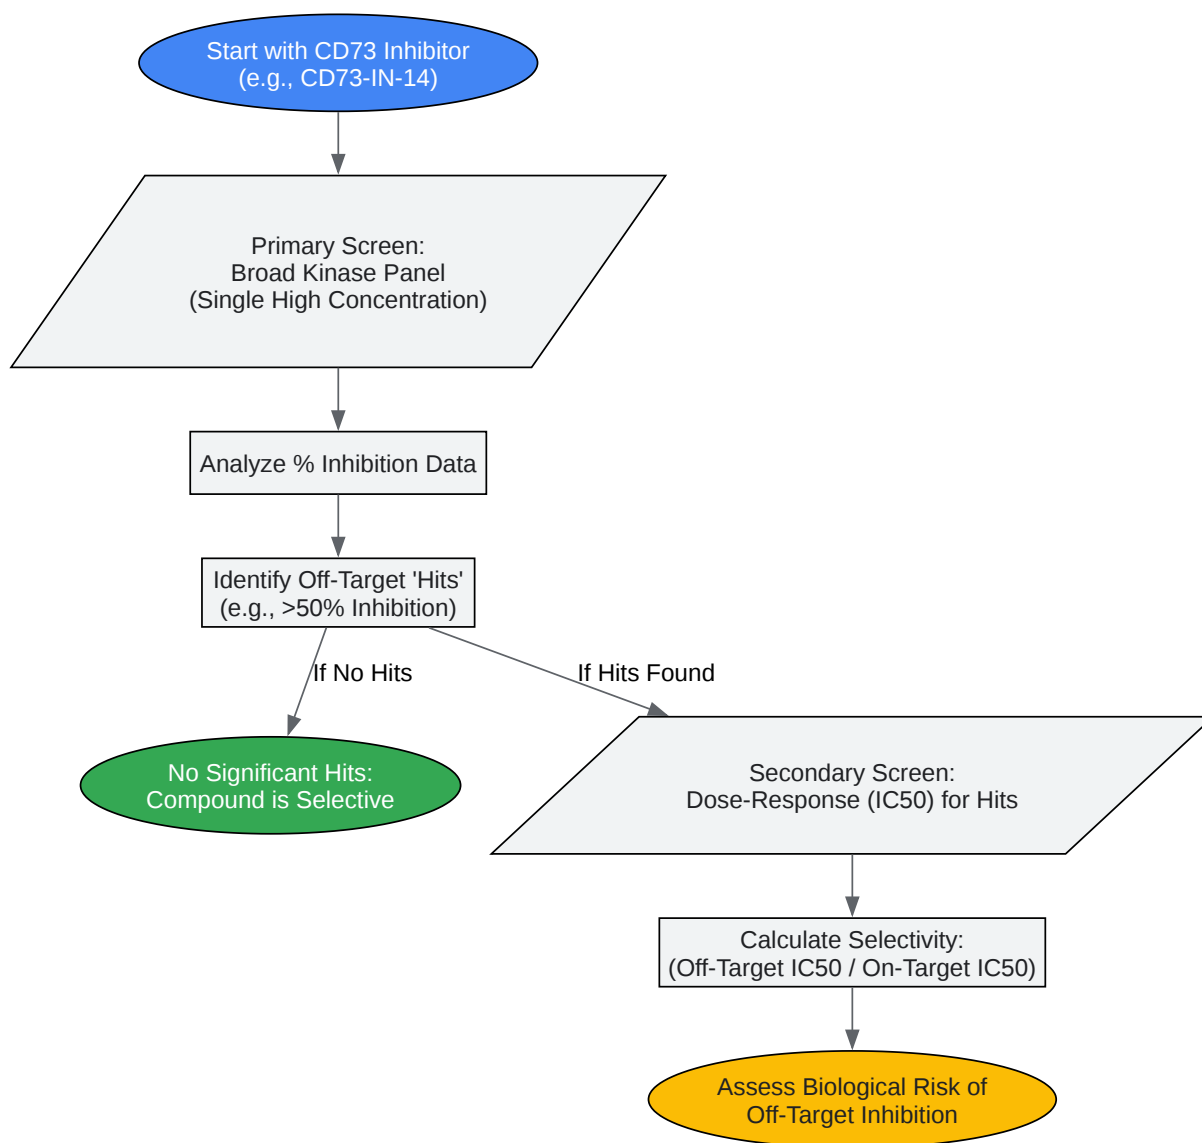 Start with CD73 Inhibitor
(e.g., CD73-IN-14)
Primary Screen:
Broad Kinase Panel
(Single High Concentration)
Analyze % Inhibition Data
Identify Off-Target 'Hits'
(e.g., >50% Inhibition)
If No Hits
If Hits Found
No Significant Hits:
Compound is Selective
Secondary Screen:
Dose-Response (IC50) for Hits
Calculate Selectivity:
(Off-Target IC50 / On-Target IC50)
Assess Biological Risk of
Off-Target Inhibition